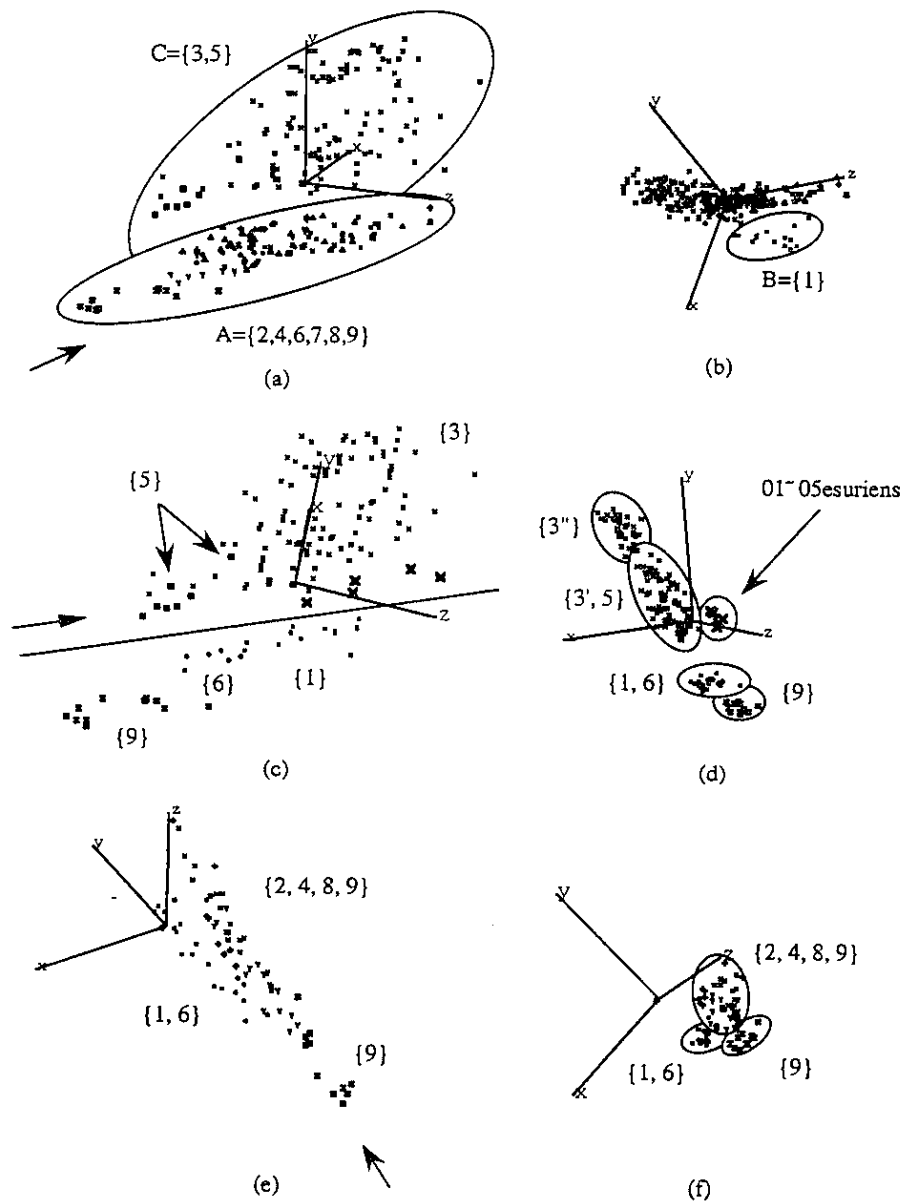 C={3,5}
y
x
z
A={2,4,6,7,8,9}
(a)
y
z
x
B={1}
(b)
{3}
{5}
y
x
z
{6}
{1}
{9}
(c)
y
01~05esuriens
{3"}
{3', 5}
x
z
{1, 6}
{9}
(d)
z
y
{2, 4, 8, 9}
x
{1, 6}
{9}
(e)
y
z
{2, 4, 8, 9}
{1, 6}
{9}
x
(f)